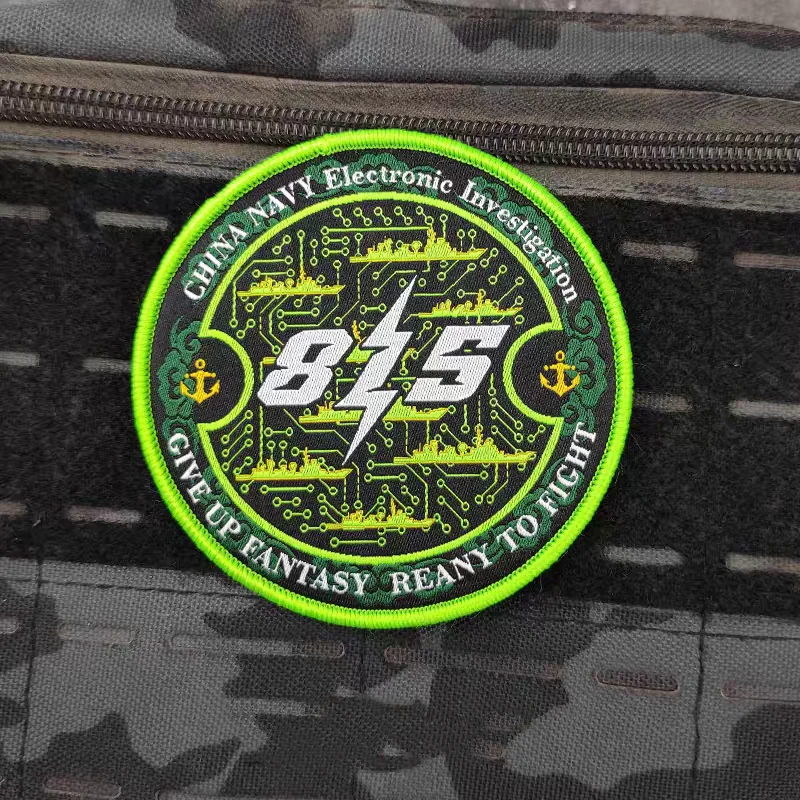 CHINA NAVY Electronic Investigation
815
GIVE UP FANTASY REANY TO FIGHT